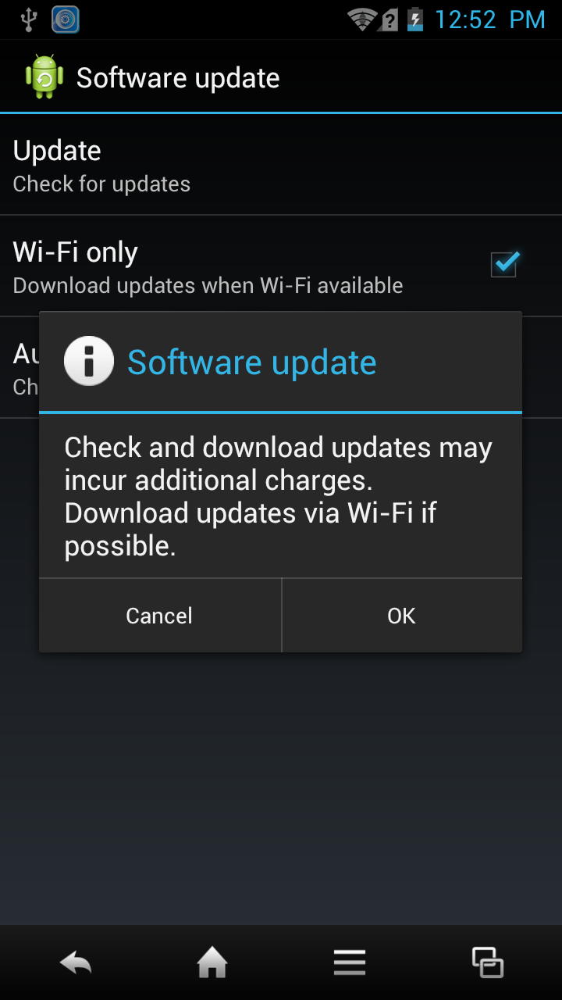 12:52 PM
Software update
Update
Check for updates
Wi-Fi only
Download updates when Wi-Fi available
Au
Ch
Software update
Check and download updates may
incur additional charges.
Download updates via Wi-Fi if
possible.
Cancel
OK